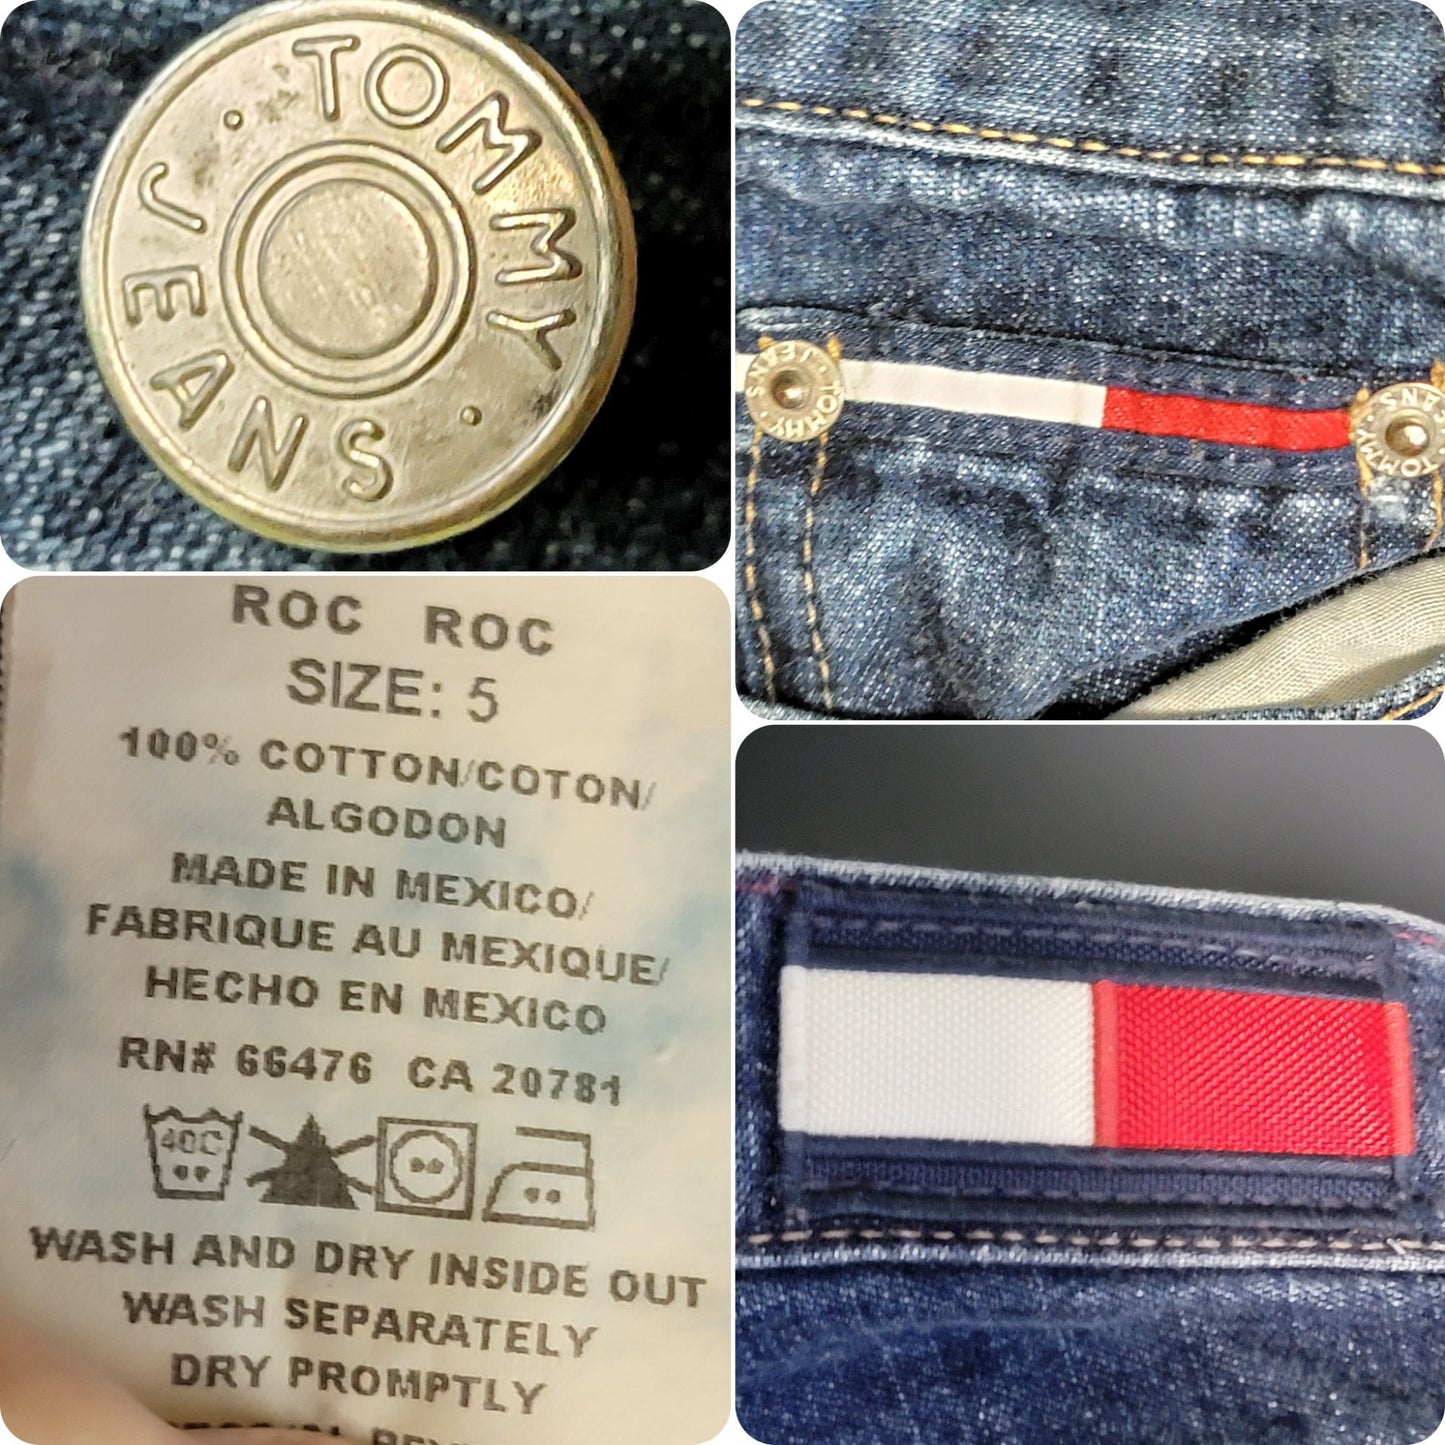 TOMMY
JEANS
JEANS
TOMMY
JEANS
TOMMY
ROC ROC
SIZE: 5
100% COTTON/COTON/
ALGODON
MADE IN MEXICO/
FABRIQUE AU MEXIQUE/
HECHO EN MEXICO
RN# 66476 CA 20781
40C
WASH AND DRY INSIDE OUT
WASH SEPARATELY
DRY PROMPTLY